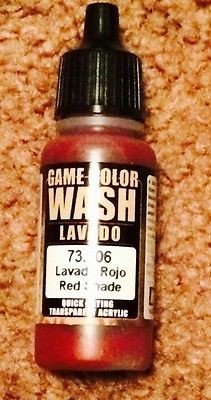 GAME-COLOR
WASH
LAVADO
73.206
Lavado Rojo
Red Shade
QUICK DRYING
TRANSPARENT ACRYLIC